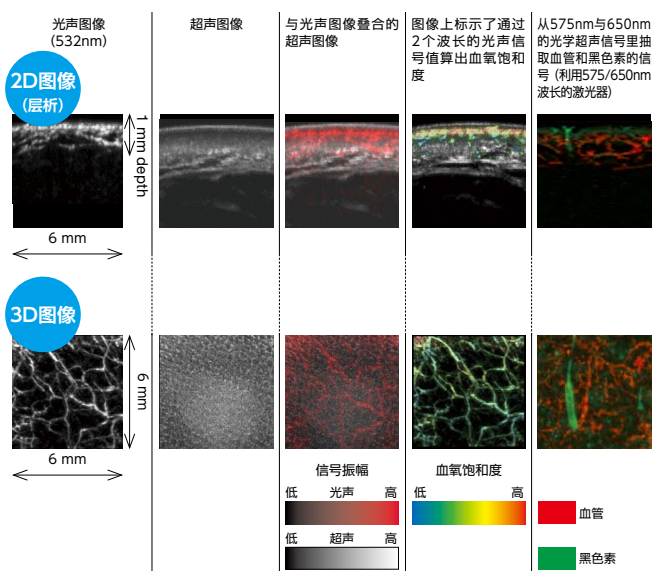 光声图像
(532nm)
超声图像
与光声图像叠合的
超声图像
图像上标示了通过
2个波长的光声信
号值算出血氧饱和
度
从575nm与650nm
的光学超声信号里抽
取血管和黑色素的信
号 (利用575/650nm
波长的激光器)
2D图像
(层析)
1 mm depth
6 mm
3D图像
6 mm
6 mm
信号振幅
低 光声 高
低 超声 高
血氧饱和度
低 高
血管
黑色素